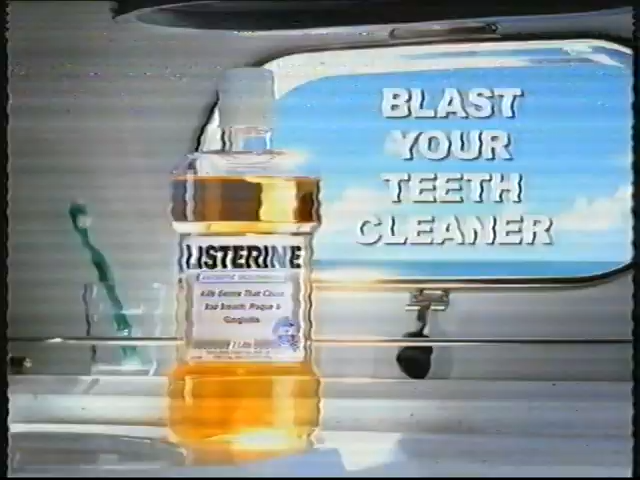 BLAST
YOUR
TEETH
CLEANER
LISTERINE
Kills Germs That Cause
Bad Breath, Plaque &
Gingivitis